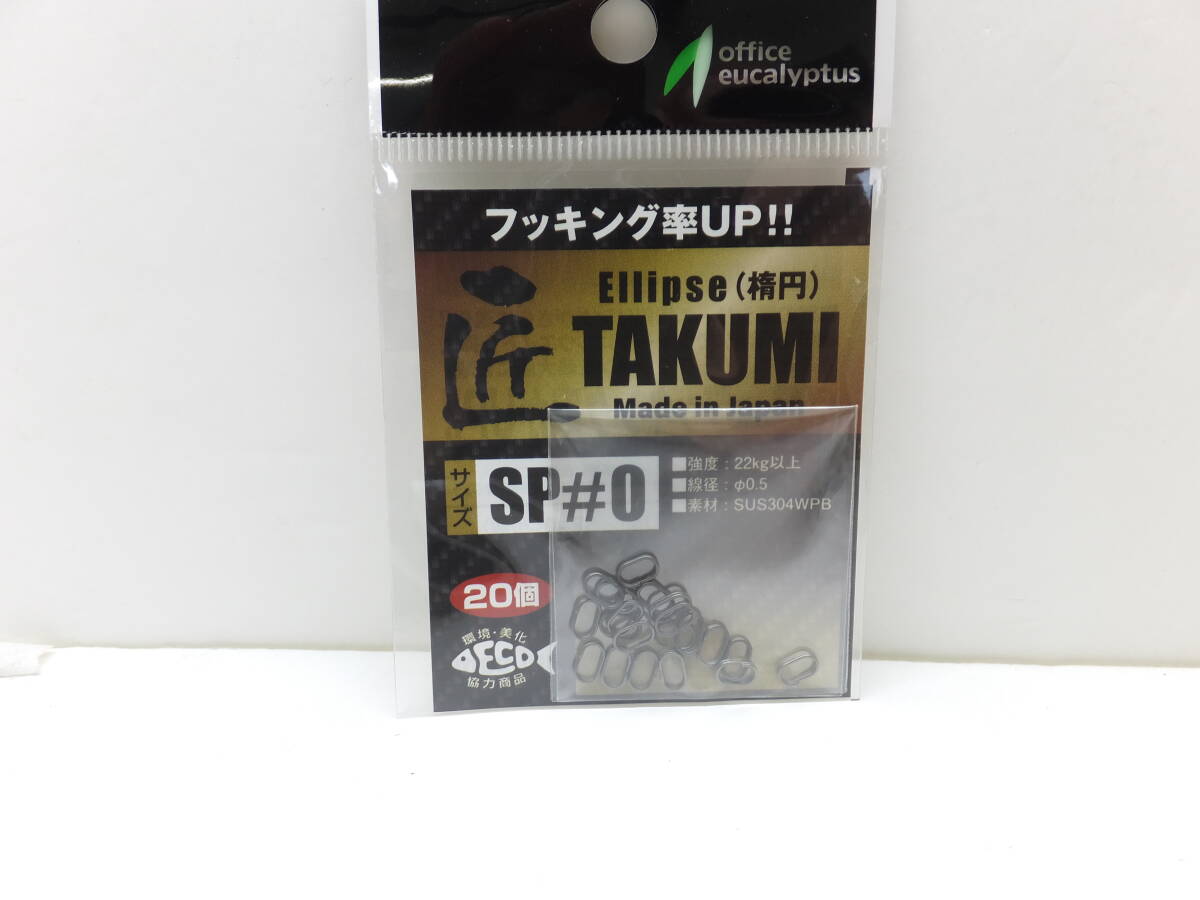 office
eucalyptus
フッキング率UP!!
匠
Ellipse（楕円）
TAKUMI
Made in Japan
サイズ
SP#0
■強度：22kg以上
■線径：φ0.5
■素材：SUS304WPB
20個
環境・美化
ECO
協力商品